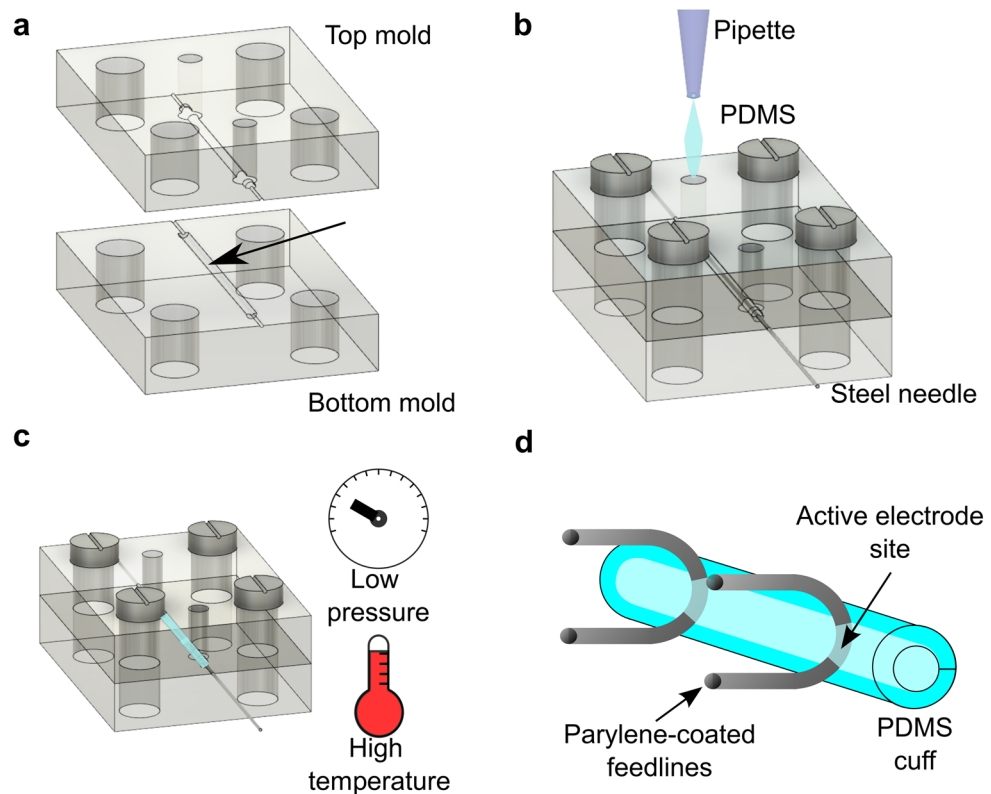 a
Top mold
Bottom mold
b
Pipette
PDMS
Steel needle
c
Low
pressure
High
temperature
d
Active electrode
site
Parylene-coated
feedlines
PDMS
cuff